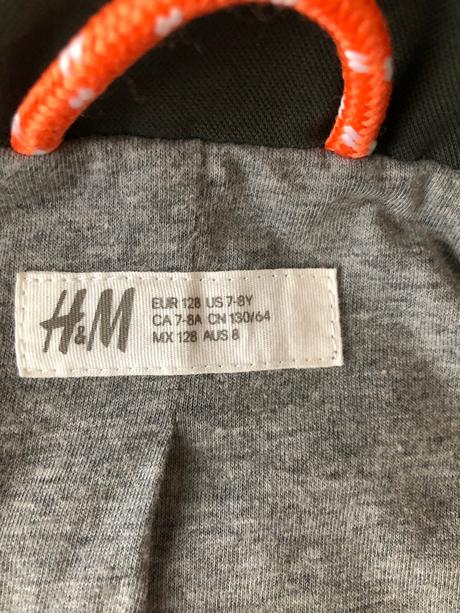 H&M
EUR 128 US 7-8Y
CA 7-8A CN 130/64
MX 128 AUS 8